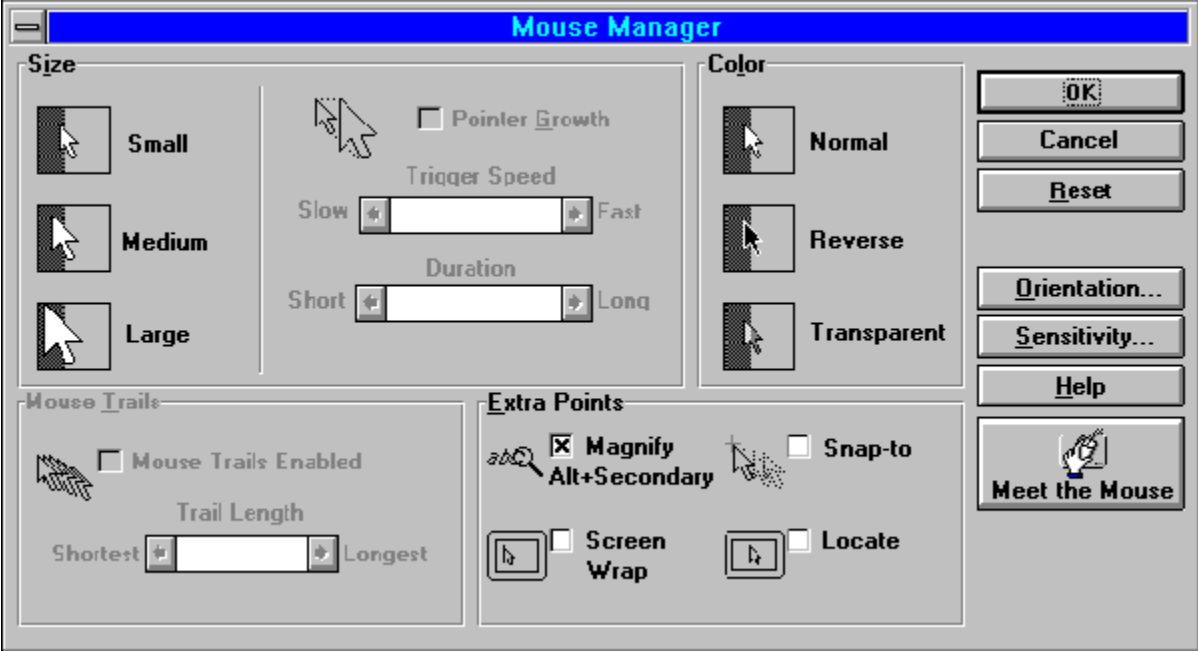 Mouse Manager
Size
Small
Medium
Large
Pointer Growth
Trigger Speed
Slow
Fast
Duration
Short
Long
Color
Normal
Reverse
Transparent
OK
Cancel
Reset
Orientation...
Sensitivity...
Help
Meet the Mouse
Mouse Trails
Mouse Trails Enabled
Trail Length
Shortest
Longest
Extra Points
abc
Magnify
Alt+Secondary
Snap-to
Screen
Wrap
Locate